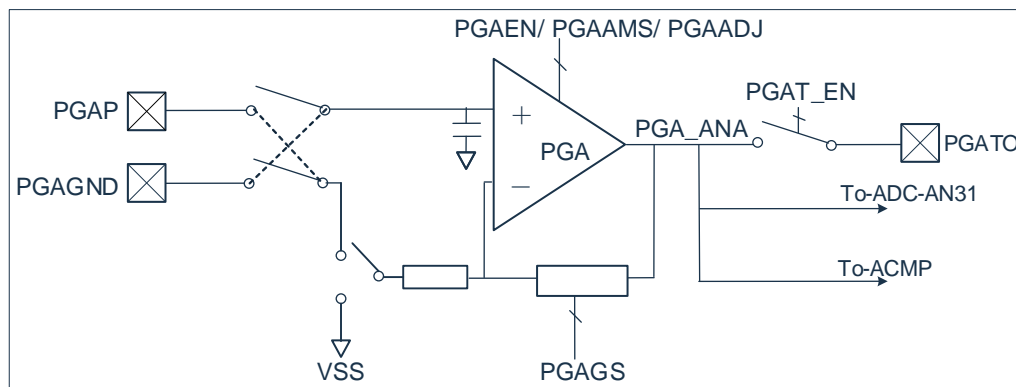 PGAEN/ PGAAMS/ PGAADJ
PGAP
PGAGND
+
PGA
−
PGA_ANA
PGAT_EN
PGATO
To-ADC-AN31
To-ACMP
VSS
PGAGS